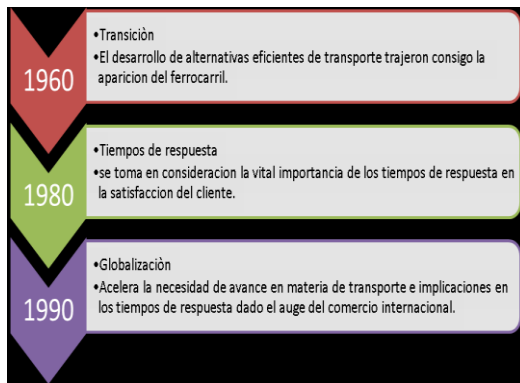 1960
•Transiciòn
•El desarrollo de alternativas eficientes de transporte trajeron consigo la
aparicion del ferrocarril.
1980
•Tiempos de respuesta
•se toma en consideracion la vital importancia de los tiempos de respuesta en
la satisfaccion del cliente.
1990
•Globalizaciòn
•Acelera la necesidad de avance en materia de transporte e implicaciones en
los tiempos de respuesta dado el auge del comercio internacional.